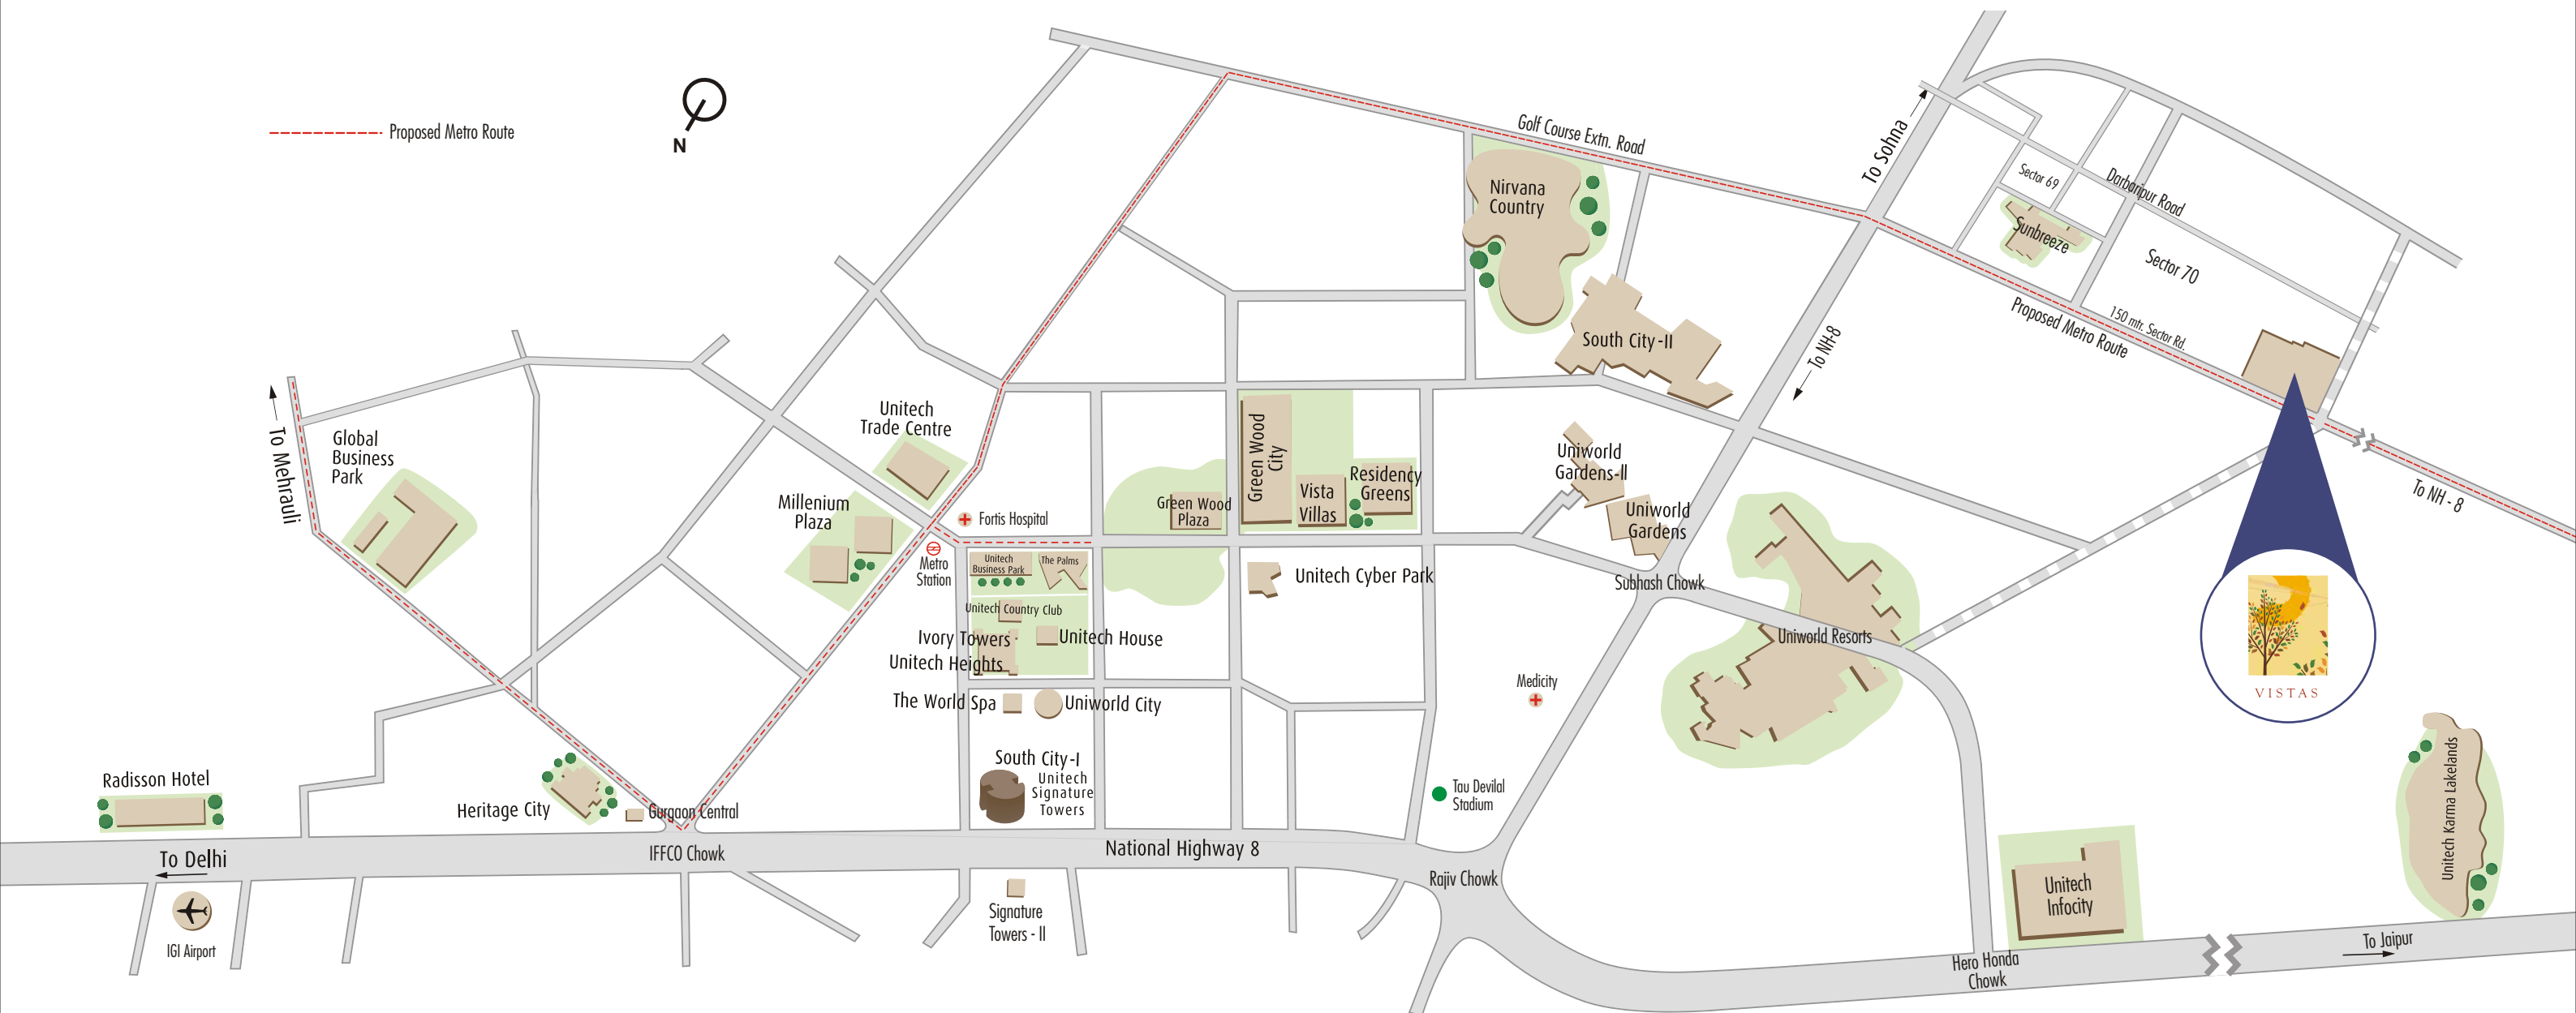 Proposed Metro Route
N
Golf Course Extn. Road
To Sohna
Nirvana
Country
Sector 69
Darbaripur Road
Sunbreeze
Sector 70
150 mtr. Sector Rd.
Proposed Metro Route
To NH-8
South City-II
To NH - 8
To Mehrauli
Global
Business
Park
Unitech
Trade Centre
Millenium
Plaza
Fortis Hospital
Metro
Station
Green Wood
City
Green Wood
Plaza
Vista
Villas
Residency
Greens
Uniworld
Gardens-II
Uniworld
Gardens
Unitech
Business Park
The Palms
Unitech Cyber Park
Subhash Chowk
Unitech Country Club
Ivory Towers
Unitech House
Unitech Heights
Uniworld Resorts
The World Spa
Uniworld City
Medicity
VISTAS
South City-I
Unitech
Signature
Towers
Tau Devilal
Stadium
Radisson Hotel
Heritage City
Gurgaon Central
Unitech Karma Lakelands
To Delhi
IFFCO Chowk
National Highway 8
Rajiv Chowk
Unitech
Infocity
IGI Airport
Signature
Towers - II
Hero Honda
Chowk
To Jaipur